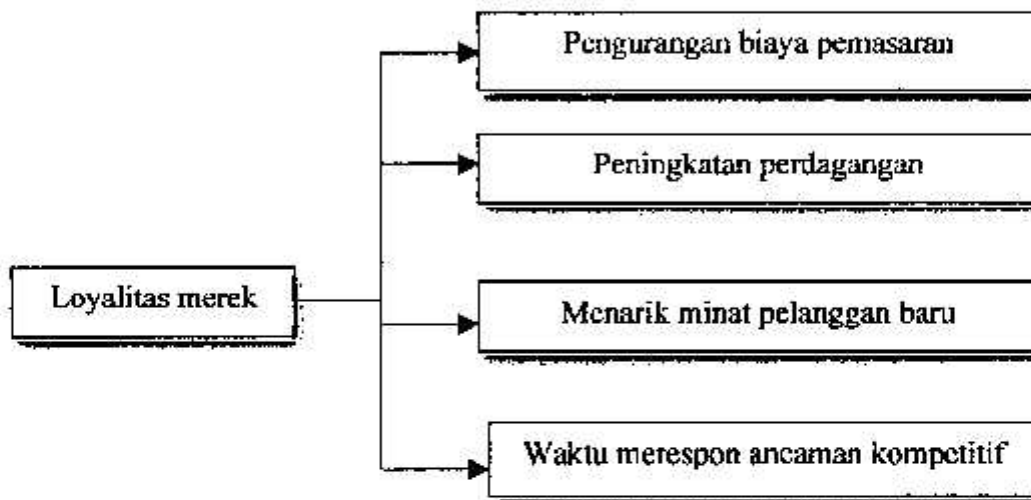 Pengurangan biaya pemasaran
Peningkatan perdagangan
Loyalitas merek
Menarik minat pelanggan baru
Waktu merespon ancaman kompetitif